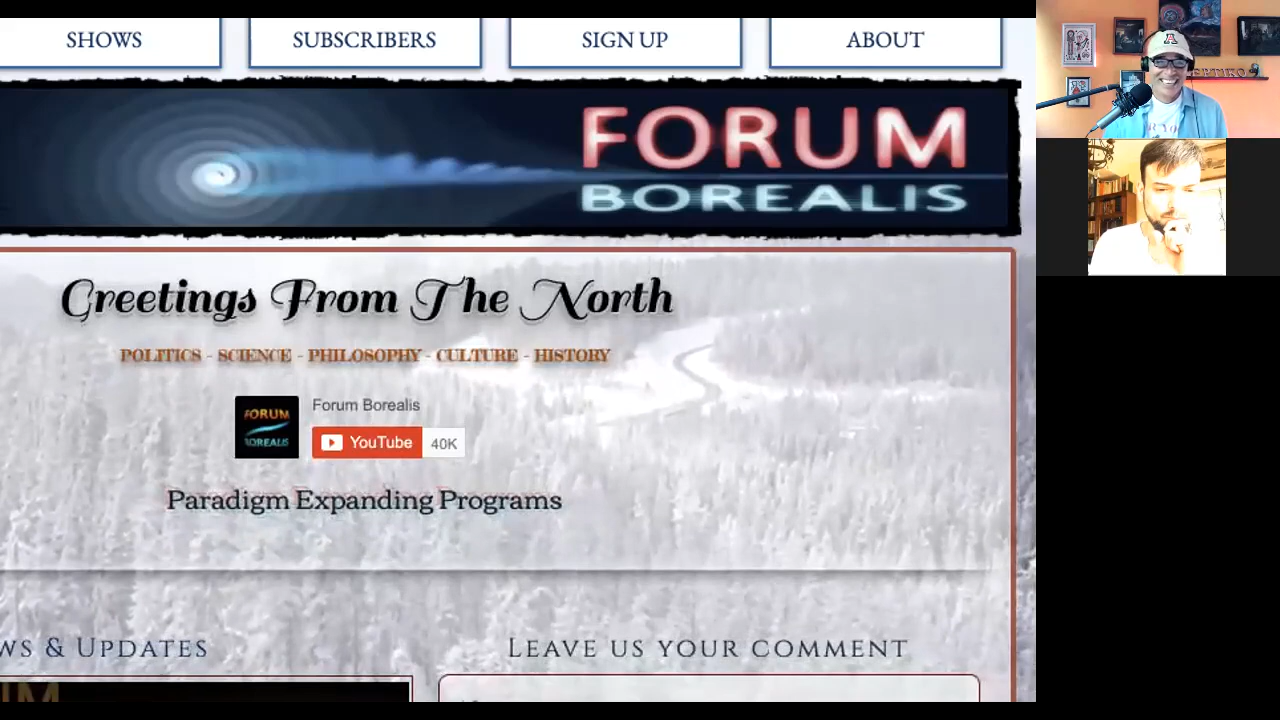 SHOWS
SUBSCRIBERS
SIGN UP
ABOUT
FORUM
BOREALIS
Greetings From The North
POLITICS - SCIENCE - PHILOSOPHY - CULTURE - HISTORY
FORUM
BOREALIS
Forum Borealis
YouTube 40K
Paradigm Expanding Programs
WS & UPDATES
LEAVE US YOUR COMMENT
A